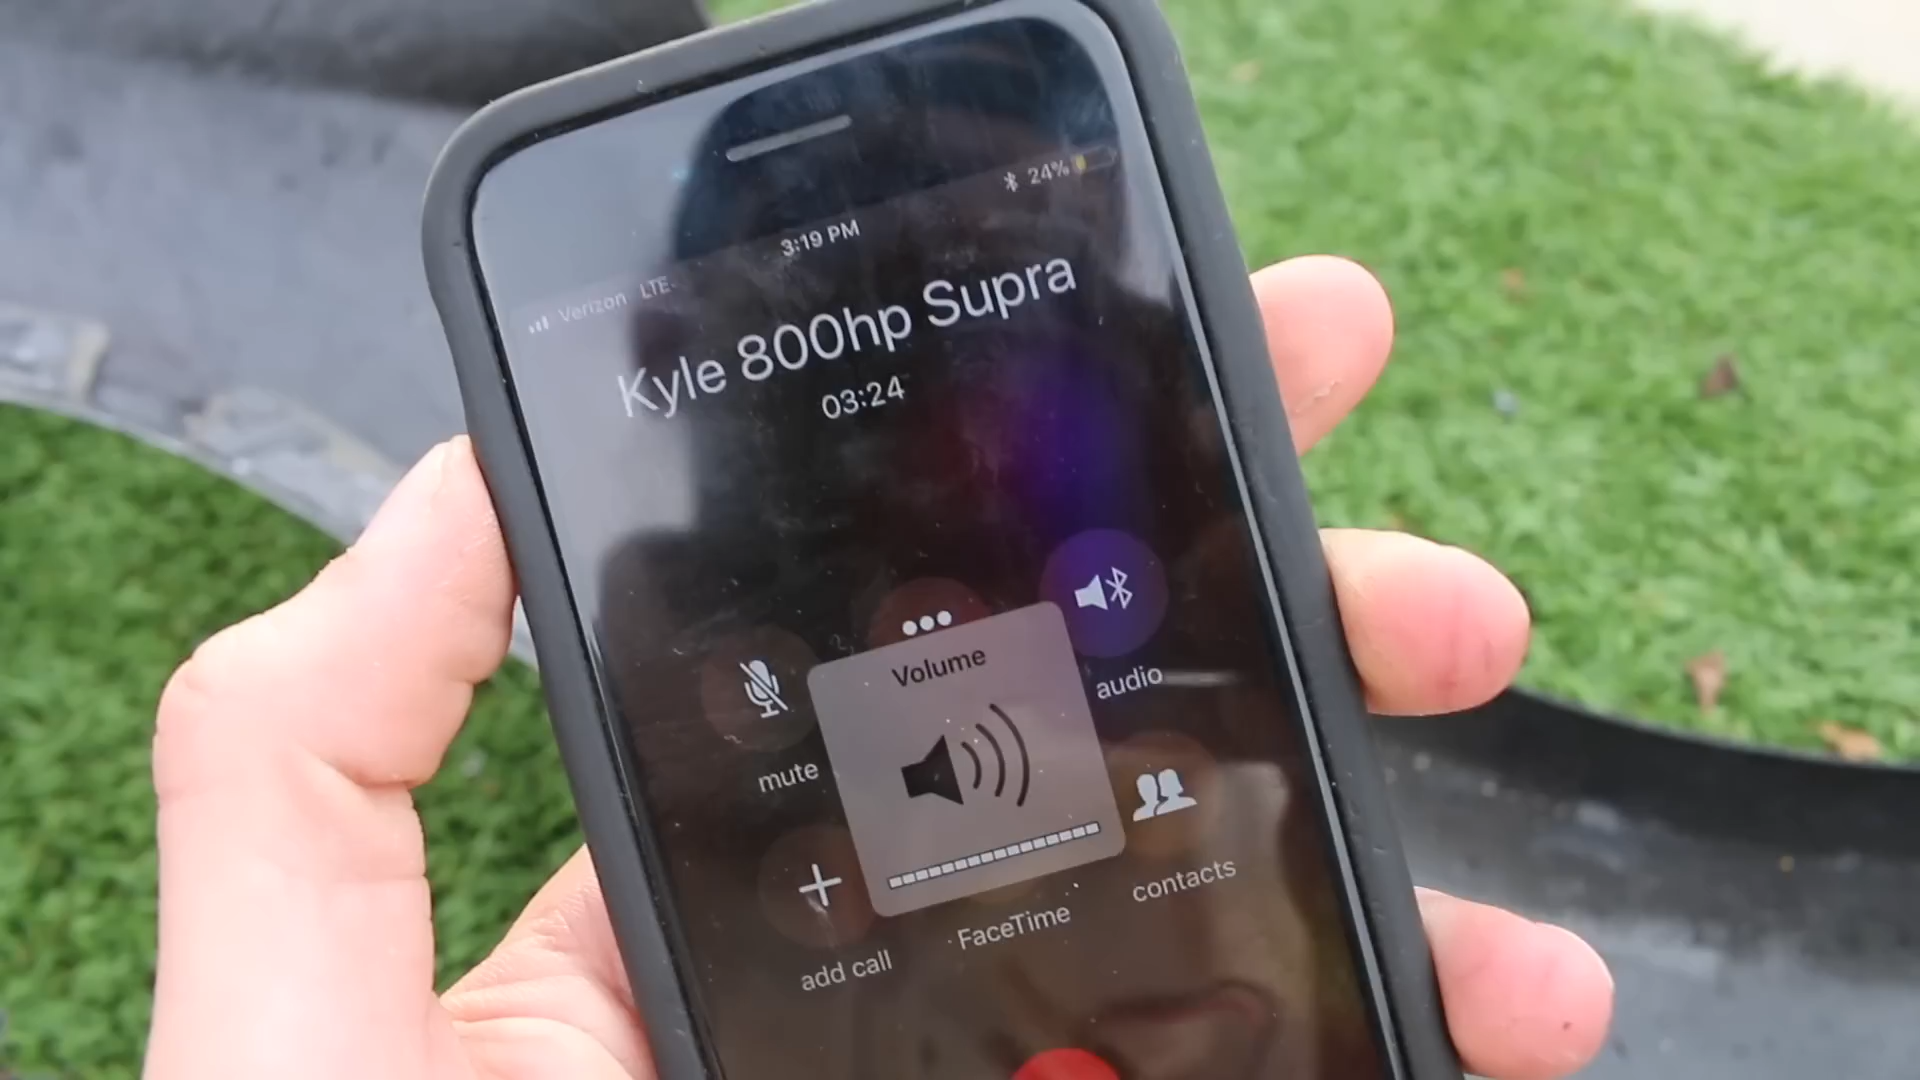 Verizon LTE
3:19 PM
24%
Kyle 800hp Supra
03:24
Volume
mute
audio
add call
FaceTime
contacts